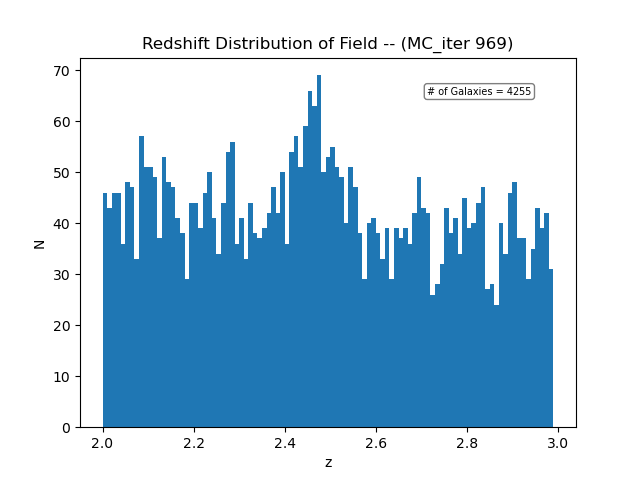 Redshift Distribution of Field -- (MC_iter 969)
70
# of Galaxies = 4255
60
50
40
N
30
20
10
0
2.0 2.2 2.4 2.6 2.8 3.0
z